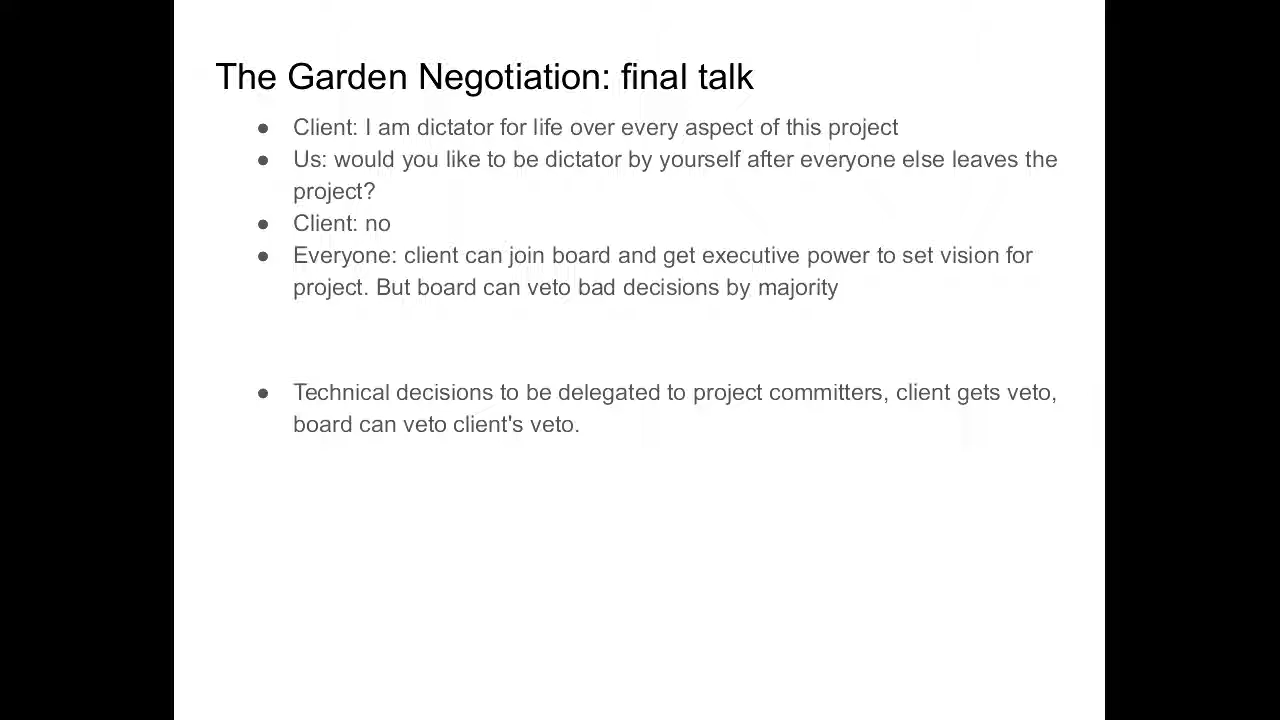 The Garden Negotiation: final talk
● Client: I am dictator for life over every aspect of this project
● Us: would you like to be dictator by yourself after everyone else leaves the
project?
● Client: no
● Everyone: client can join board and get executive power to set vision for
project. But board can veto bad decisions by majority
● Technical decisions to be delegated to project committers, client gets veto,
board can veto client's veto.